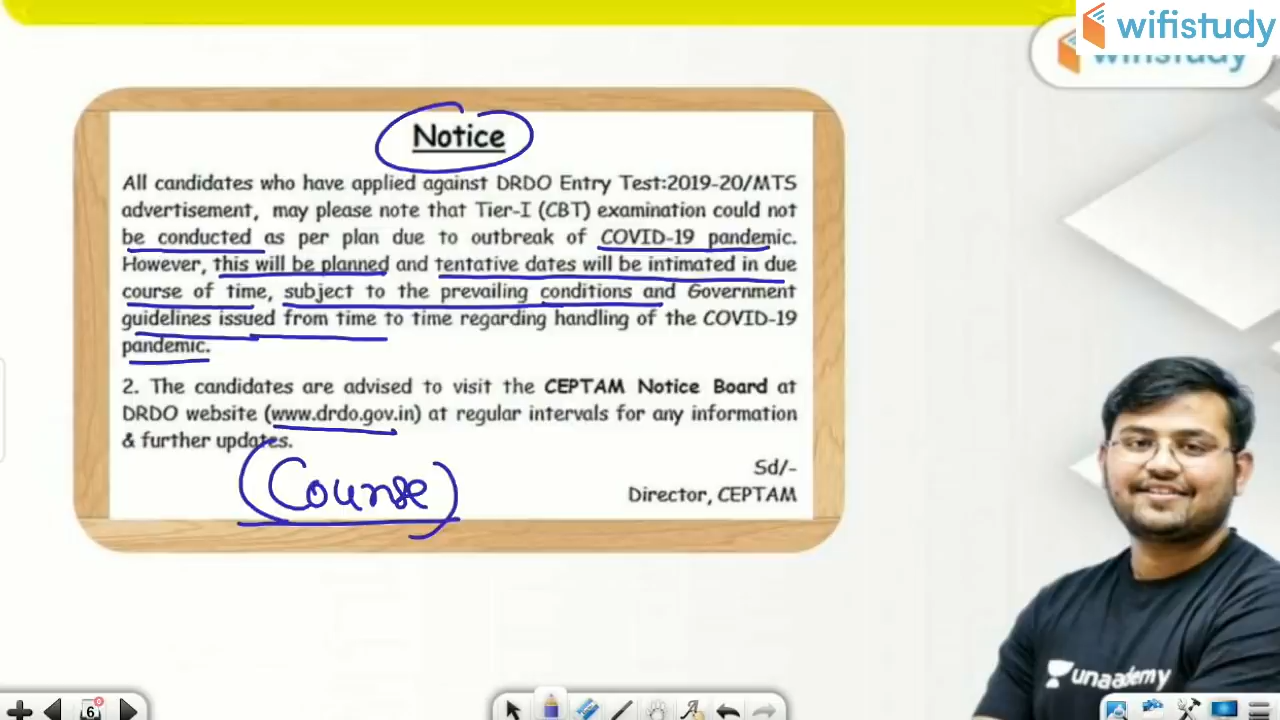 wifistudy
wifistudy
Notice
All candidates who have applied against DRDO Entry Test:2019-20/MTS
advertisement, may please note that Tier-I (CBT) examination could not
be conducted as per plan due to outbreak of COVID-19 pandemic.
However, this will be planned and tentative dates will be intimated in due
course of time, subject to the prevailing conditions and Government
guidelines issued from time to time regarding handling of the COVID-19
pandemic.
2. The candidates are advised to visit the CEPTAM Notice Board at
DRDO website (www.drdo.gov.in) at regular intervals for any information
& further updates.
(Course)
Sd/-
Director, CEPTAM
unacademy
6